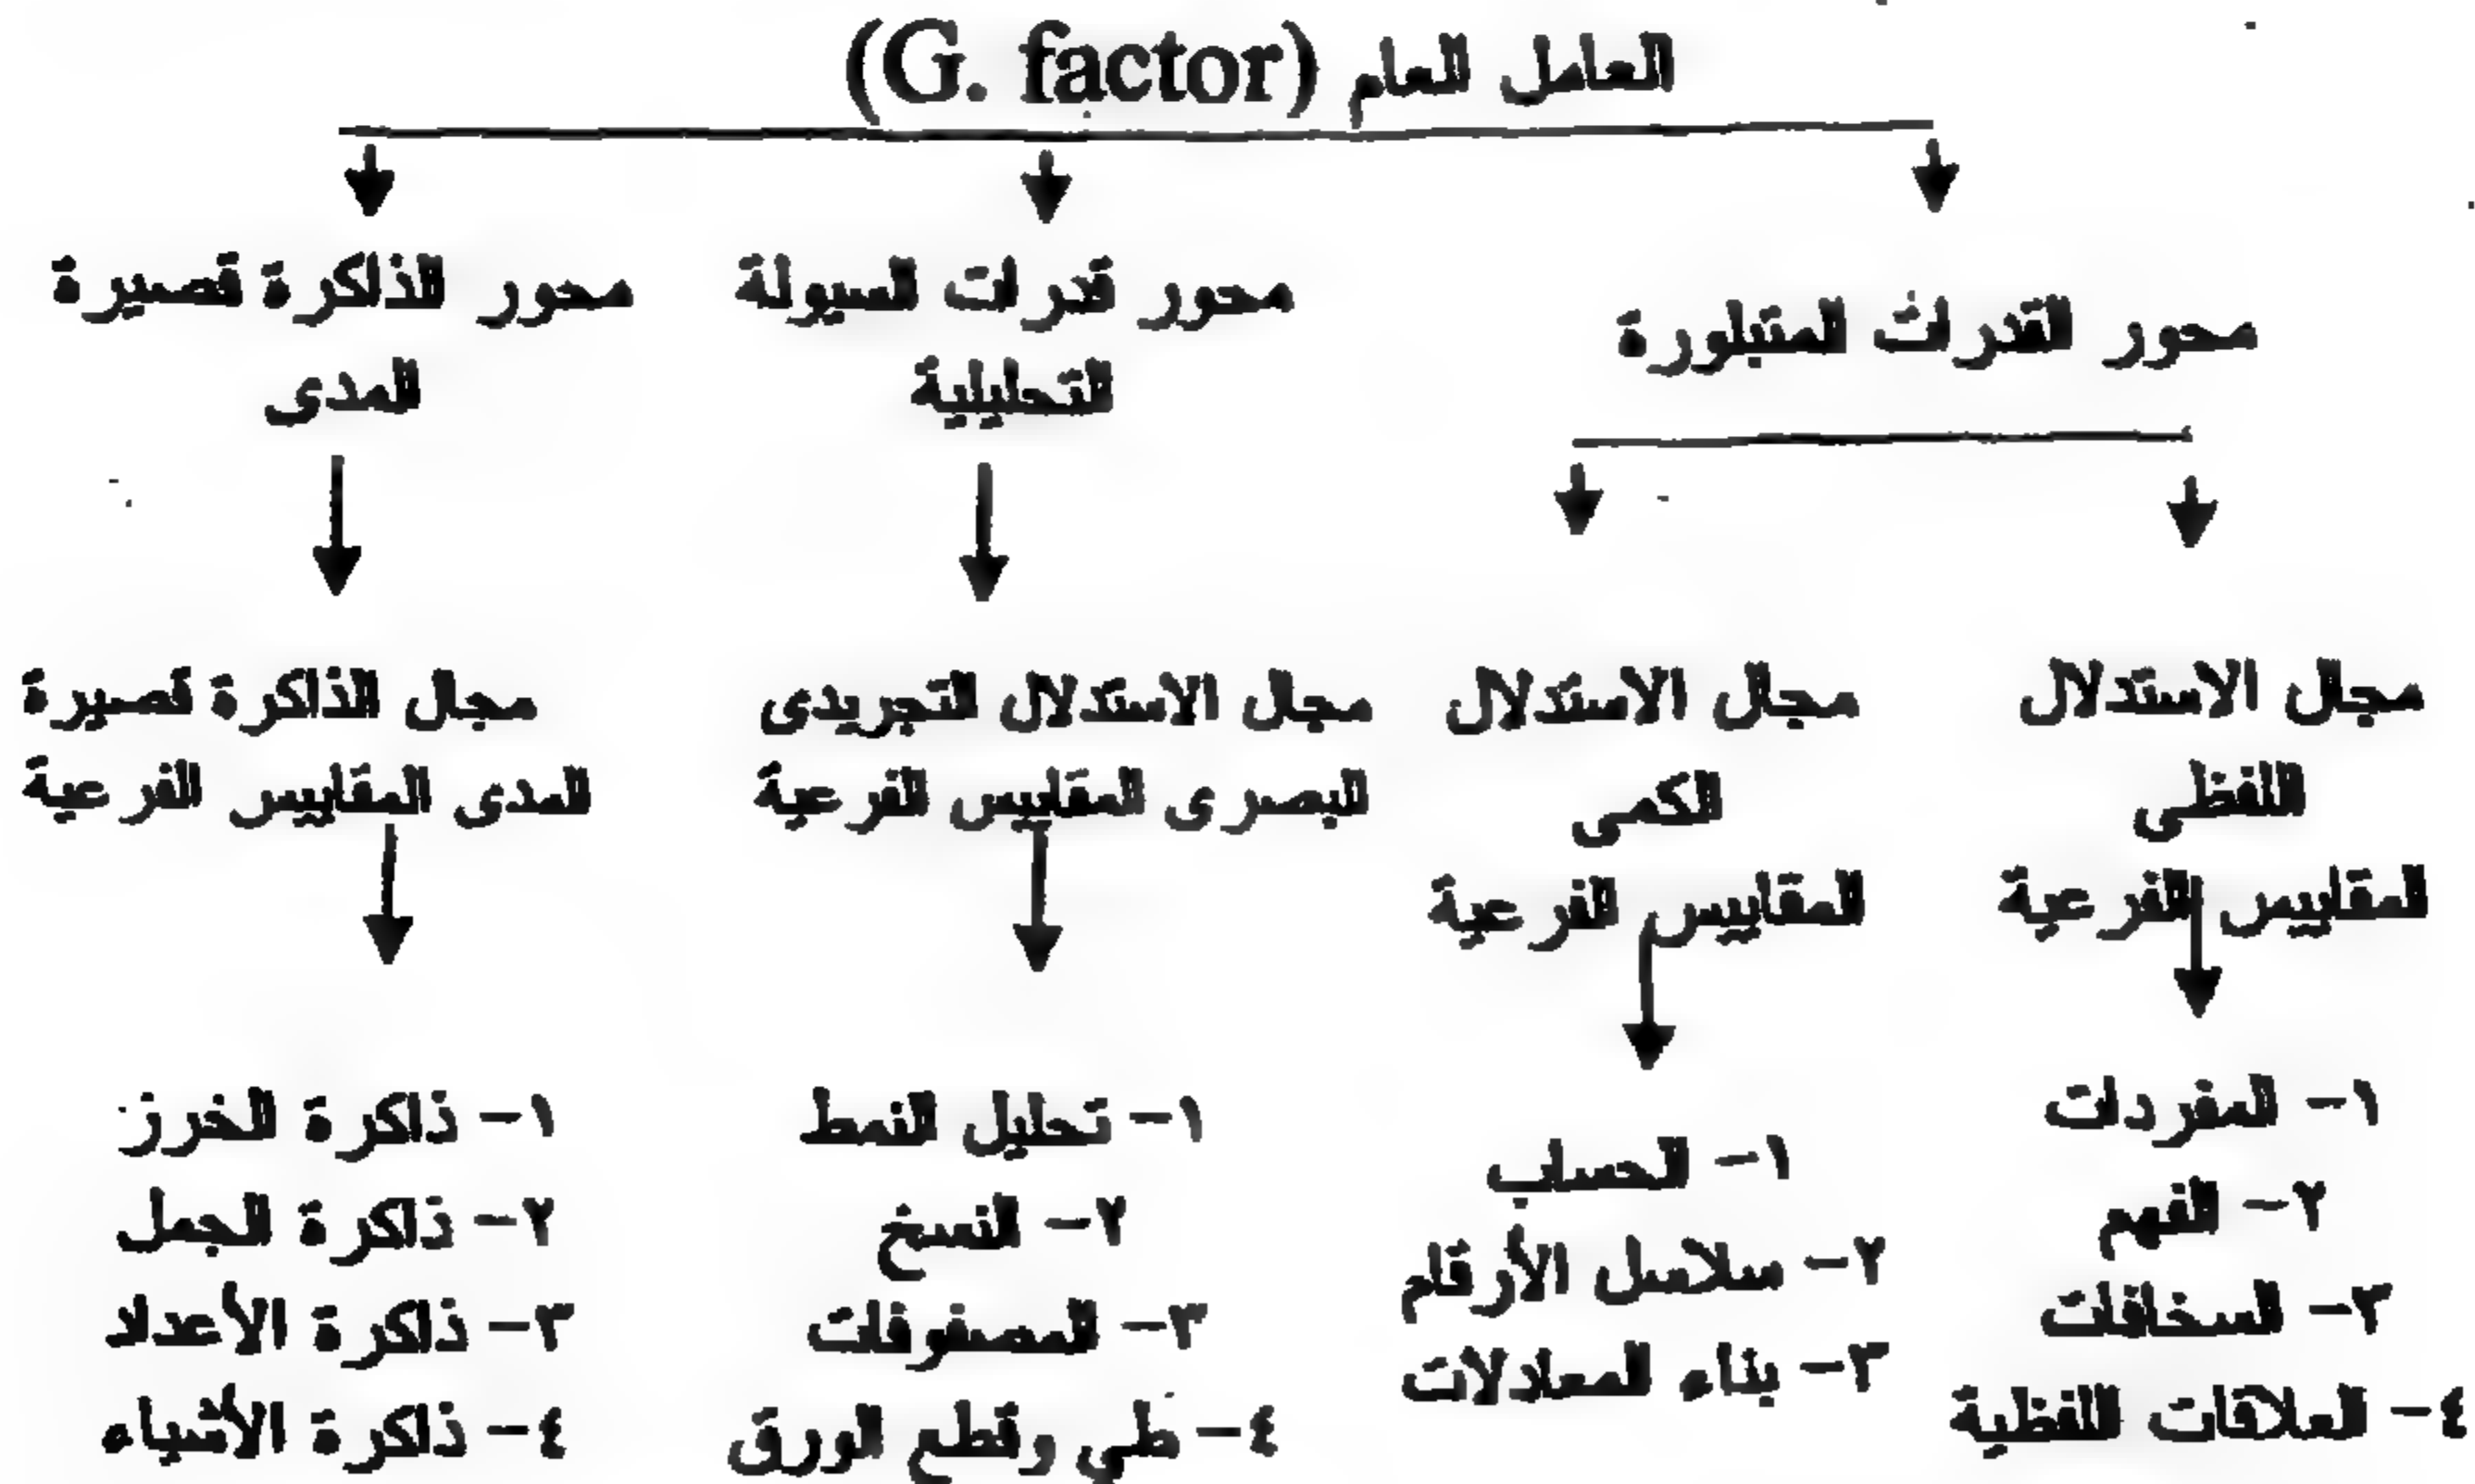 العامل العام (G. factor)
محور القدرات المتبلورة
محور قدرات السيولة
التحليلية
محور الذاكرة قصيرة
المدى
مجال الاستدلال
اللفظى
المقاييس الفرعية
١- المفردات
٢- الفهم
٣- السخافات
٤- العلاقات اللفظية
مجال الاستدلال
الكمى
المقاييس الفرعية
١- الحساب
٢- سلاسل الأرقام
٣- بناء المعادلات
مجال الاستدلال التجريدى
البصرى المقاييس الفرعية
١- تحليل النمط
٢- النسخ
٣- المصفوفات
٤- طي وقطع الورق
مجال الذاكرة قصيرة
المدى المقاييس الفرعية
١- ذاكرة الخرز
٢- ذاكرة الجمل
٣- ذاكرة الأعداد
٤- ذاكرة الأشياء